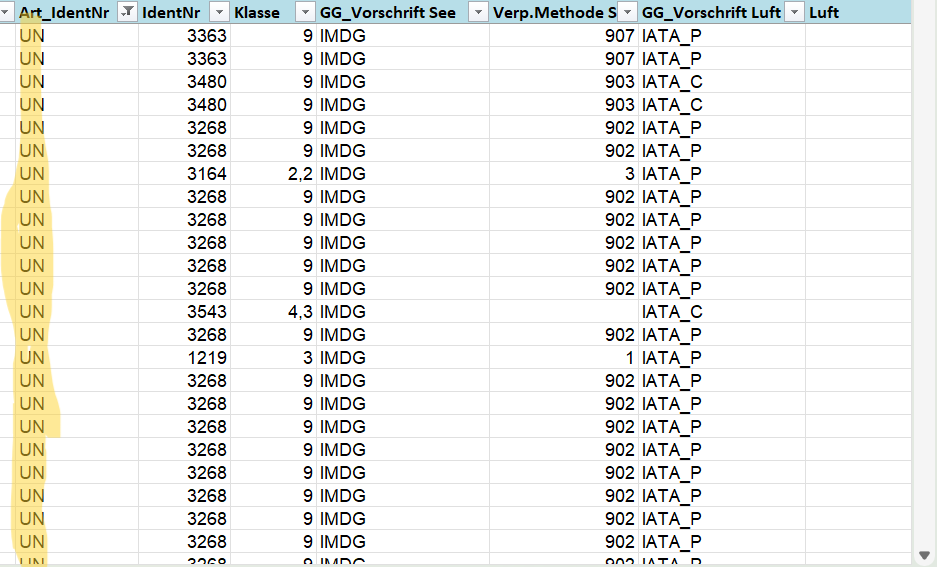 Art_IdentNr IdentNr Klasse GG_Vorschrift See Verp.Methode S GG_Vorschrift Luft Luft
UN 3363 9 IMDG 907 IATA_P
UN 3363 9 IMDG 907 IATA_P
UN 3480 9 IMDG 903 IATA_C
UN 3480 9 IMDG 903 IATA_C
UN 3268 9 IMDG 902 IATA_P
UN 3268 9 IMDG 902 IATA_P
UN 3164 2,2 IMDG 3 IATA_P
UN 3268 9 IMDG 902 IATA_P
UN 3268 9 IMDG 902 IATA_P
UN 3268 9 IMDG 902 IATA_P
UN 3268 9 IMDG 902 IATA_P
UN 3268 9 IMDG 902 IATA_P
UN 3543 4,3 IMDG IATA_C
UN 3268 9 IMDG 902 IATA_P
UN 1219 3 IMDG 1 IATA_P
UN 3268 9 IMDG 902 IATA_P
UN 3268 9 IMDG 902 IATA_P
UN 3268 9 IMDG 902 IATA_P
UN 3268 9 IMDG 902 IATA_P
UN 3268 9 IMDG 902 IATA_P
UN 3268 9 IMDG 902 IATA_P
UN 3268 9 IMDG 902 IATA_P
UN 3268 9 IMDG 902 IATA_P
UN 3268 9 IMDG 902 IATA_P